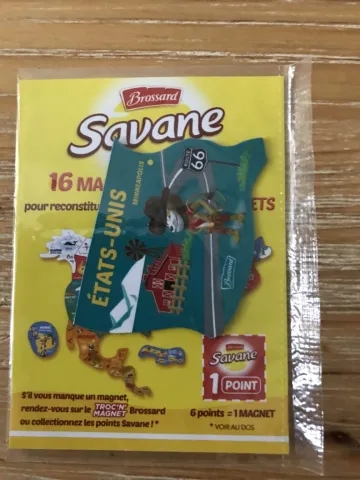 Brossard
Savane
16 MA
pour reconstitu
ETS
ÉTATS-UNIS
MINNEAPOLIS
ROUTE
66
Brossard
Savane
1 POINT
S'il vous manque un magnet,
rendez-vous sur le TROC'N' MAGNET Brossard
ou collectionnez les points Savane ! *
6 points = 1 MAGNET
* VOIR AU DOS